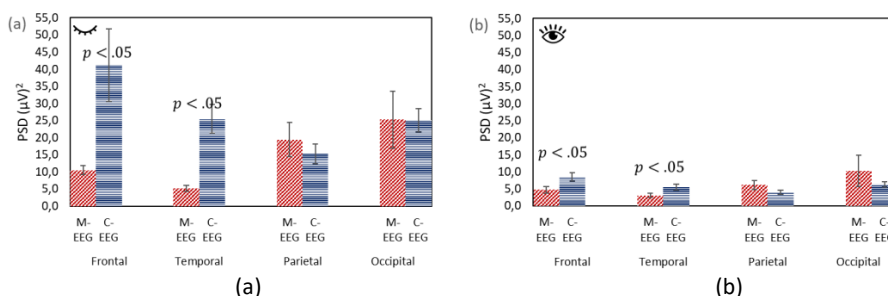 (a)
PSD (µV)²
55,0
50,0
45,0
40,0
35,0
30,0
25,0
20,0
15,0
10,0
5,0
0,0
p < .05
p < .05
M-EEG C-EEG M-EEG C-EEG M-EEG C-EEG M-EEG C-EEG
Frontal Temporal Parietal Occipital
(a)
(b)
PSD (µV)²
55,0
50,0
45,0
40,0
35,0
30,0
25,0
20,0
15,0
10,0
5,0
0,0
p < .05
p < .05
M-EEG C-EEG M-EEG C-EEG M-EEG C-EEG M-EEG C-EEG
Frontal Temporal Parietal Occipital
(b)